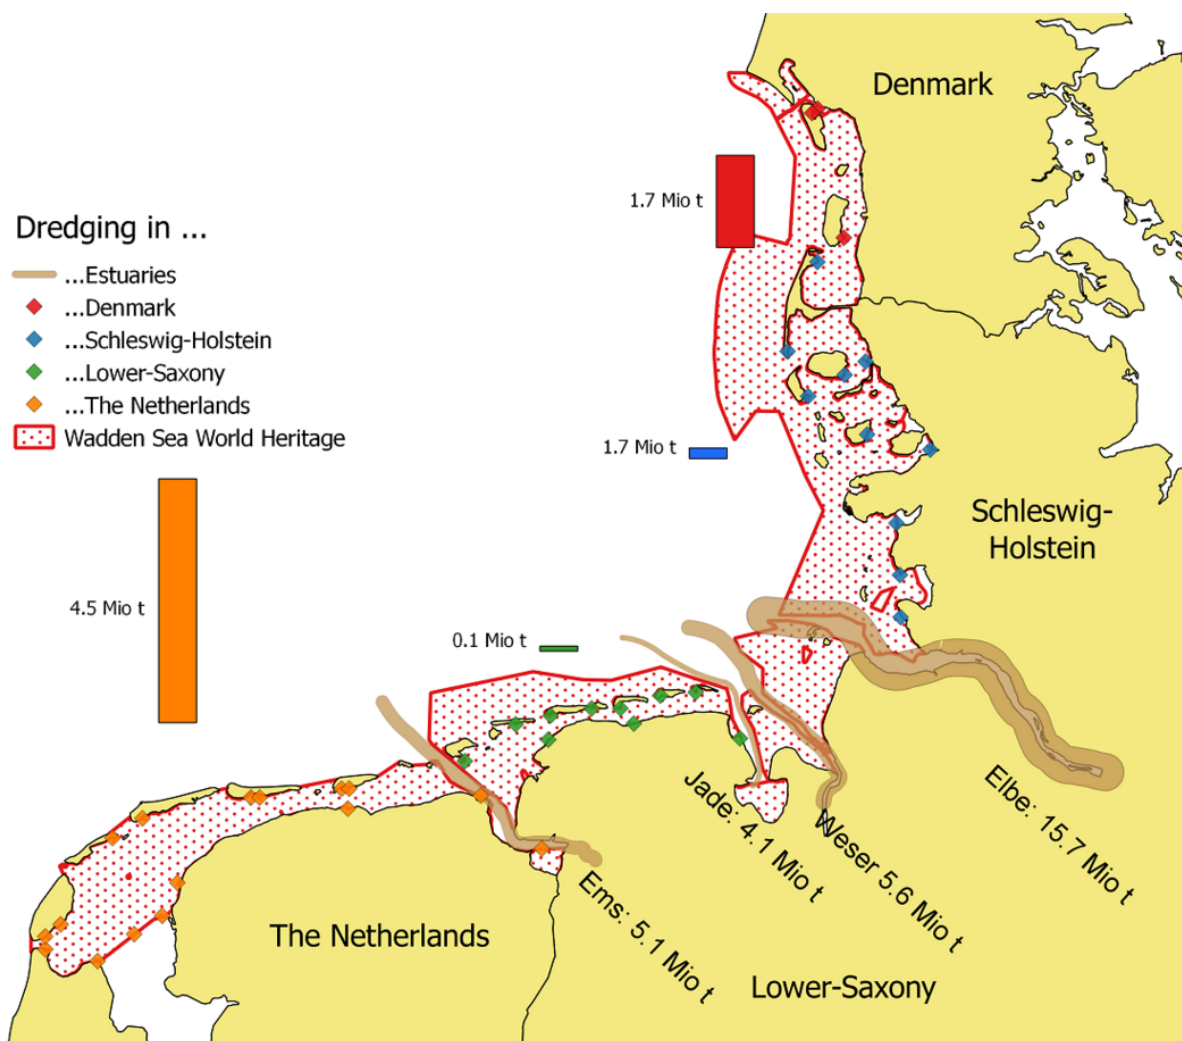 Denmark
1.7 Mio t
Dredging in ...
...Estuaries
...Denmark
...Schleswig-Holstein
...Lower-Saxony
...The Netherlands
Wadden Sea World Heritage
1.7 Mio t
Schleswig-
Holstein
4.5 Mio t
0.1 Mio t
Elbe: 15.7 Mio t
Jade: 4.1 Mio t
Weser 5.6 Mio t
Ems: 5.1 Mio t
The Netherlands
Lower-Saxony